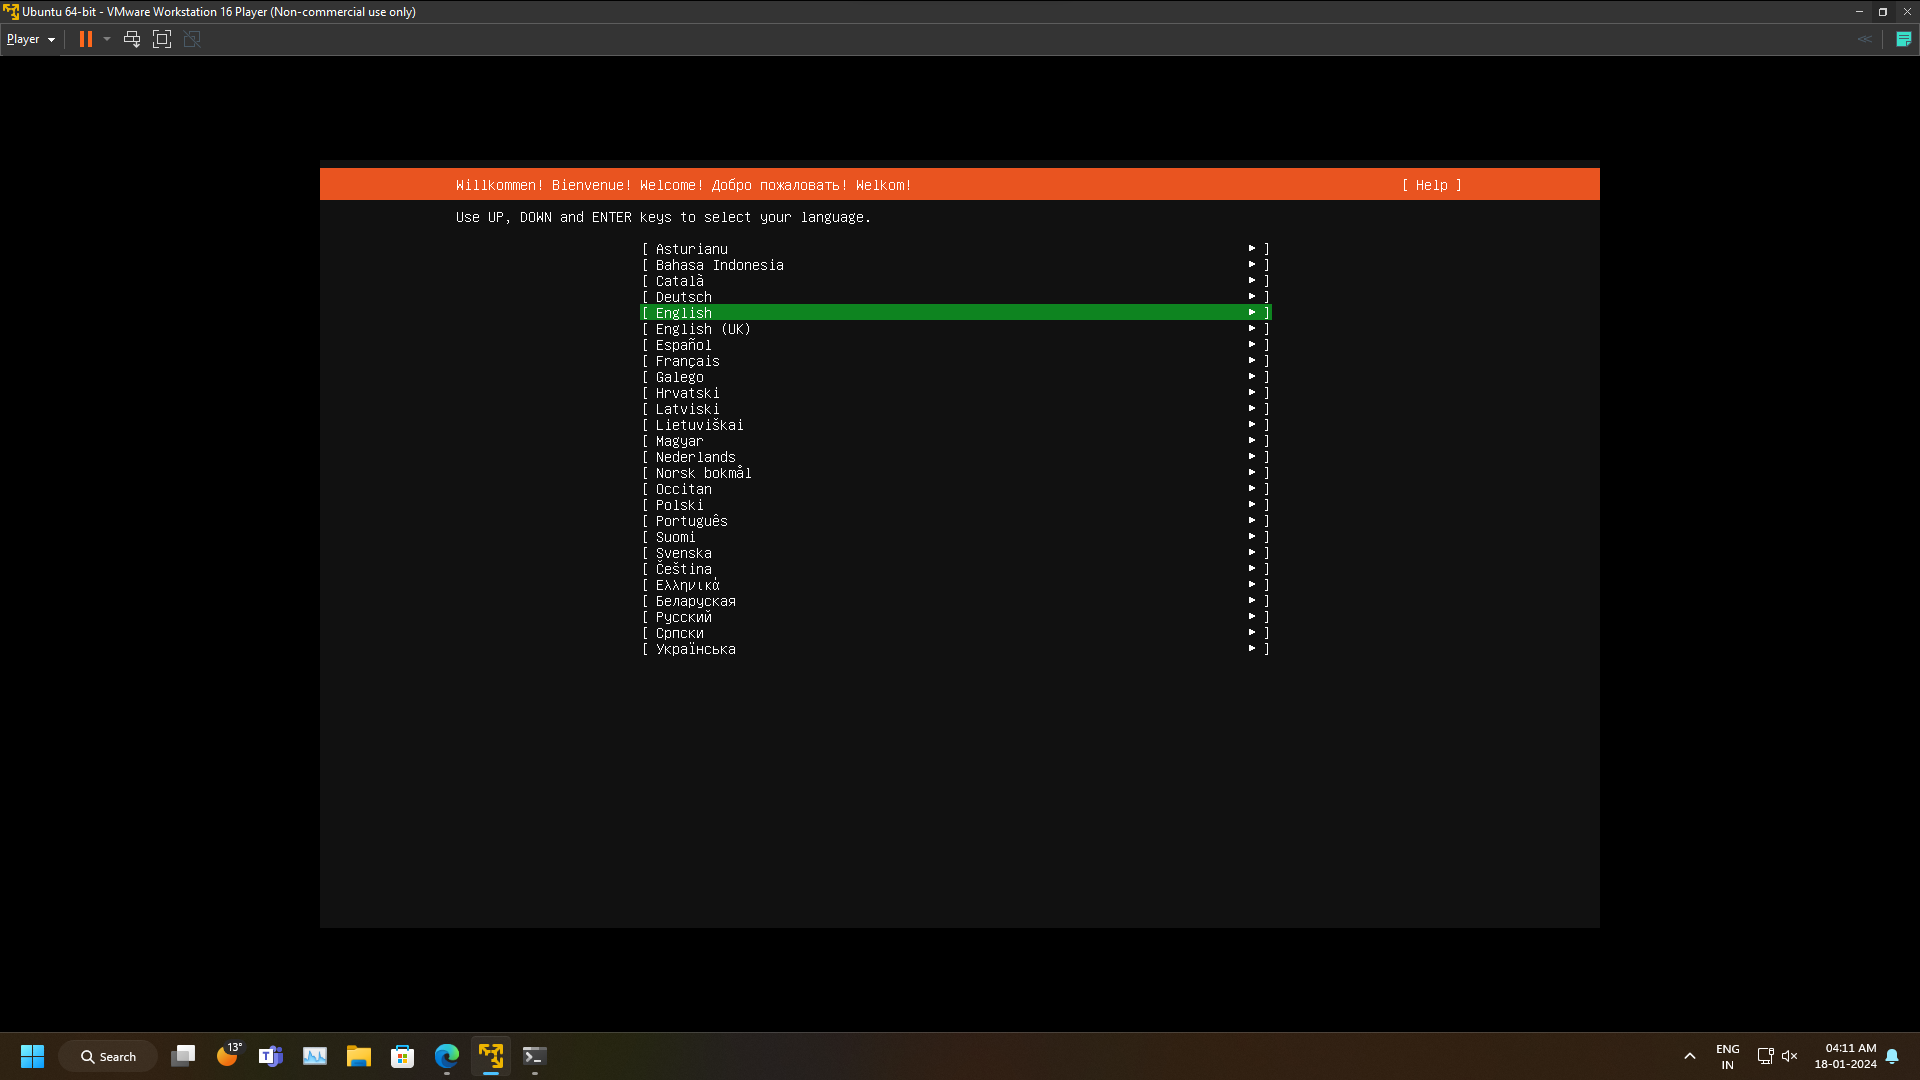 Ubuntu 64-bit - VMware Workstation 16 Player (Non-commercial use only)
Player
Willkommen! Bienvenue! Welcome! Добро пожаловать! Welkom! [ Help ]
Use UP, DOWN and ENTER keys to select your language.
[ Asturianu ▸ ]
[ Bahasa Indonesia ▸ ]
[ Català ▸ ]
[ Deutsch ▸ ]
[ English ▸ ]
[ English (UK) ▸ ]
[ Español ▸ ]
[ Français ▸ ]
[ Galego ▸ ]
[ Hrvatski ▸ ]
[ Latviski ▸ ]
[ Lietuviškai ▸ ]
[ Magyar ▸ ]
[ Nederlands ▸ ]
[ Norsk bokmål ▸ ]
[ Occitan ▸ ]
[ Polski ▸ ]
[ Português ▸ ]
[ Suomi ▸ ]
[ Svenska ▸ ]
[ Čeština ▸ ]
[ Ελληνικά ▸ ]
[ Беларуская ▸ ]
[ Русский ▸ ]
[ Српски ▸ ]
[ Українська ▸ ]
Search
13°
ENG
IN
04:11 AM
18-01-2024